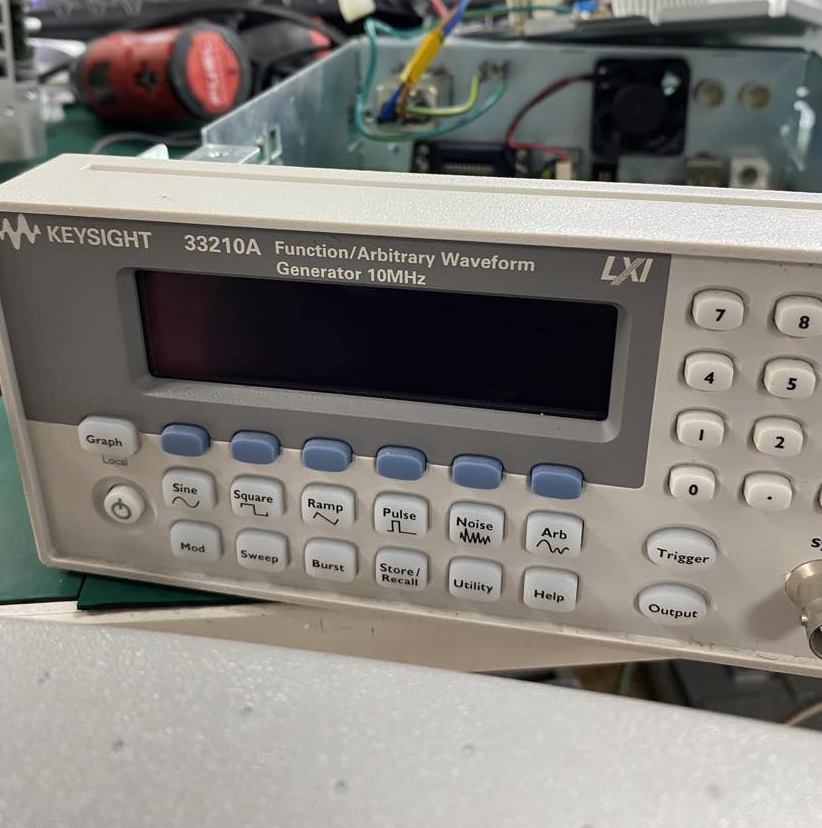 KEYSIGHT 33210A Function/Arbitrary Waveform
Generator 10MHz
LXI
7
8
4
5
1
2
0
.
Graph
Local
Sine
Square
Ramp
Pulse
Noise
Arb
Mod
Sweep
Burst
Store/
Recall
Utility
Help
Trigger
Output